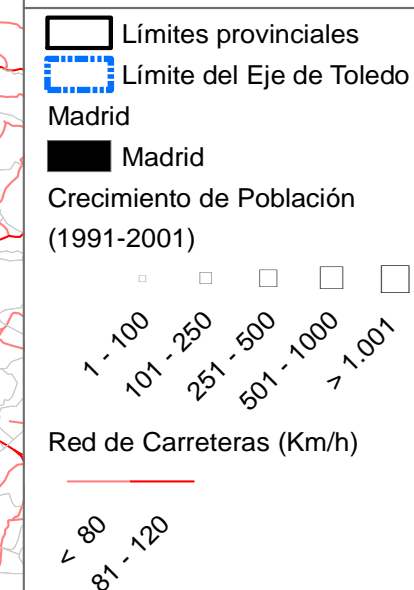 Límites provinciales
Límite del Eje de Toledo
Madrid
Madrid
Crecimiento de Población
(1991-2001)
1 - 100
101 - 250
251 - 500
501 - 1000
> 1.001
Red de Carreteras (Km/h)
< 80
81 - 120